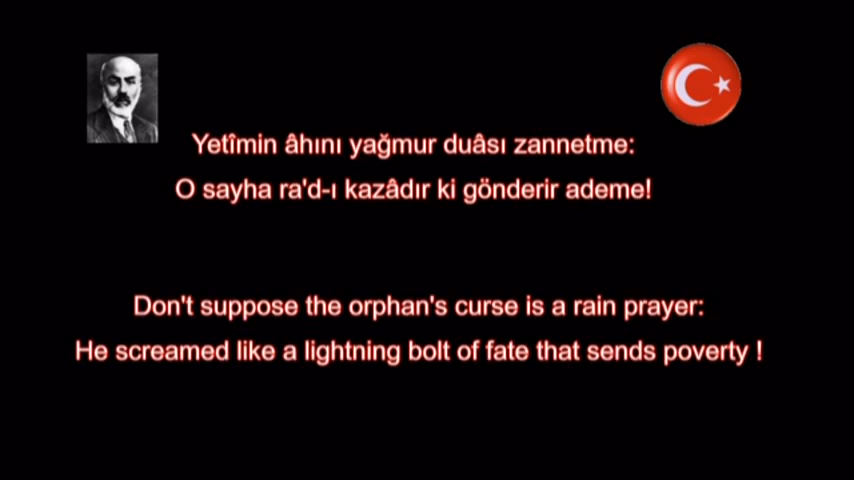 Yetîmin âhını yağmur duâsı zannetme:
O sayha ra'd-ı kazâdır ki gönderir ademe!
Don't suppose the orphan's curse is a rain prayer:
He screamed like a lightning bolt of fate that sends poverty !